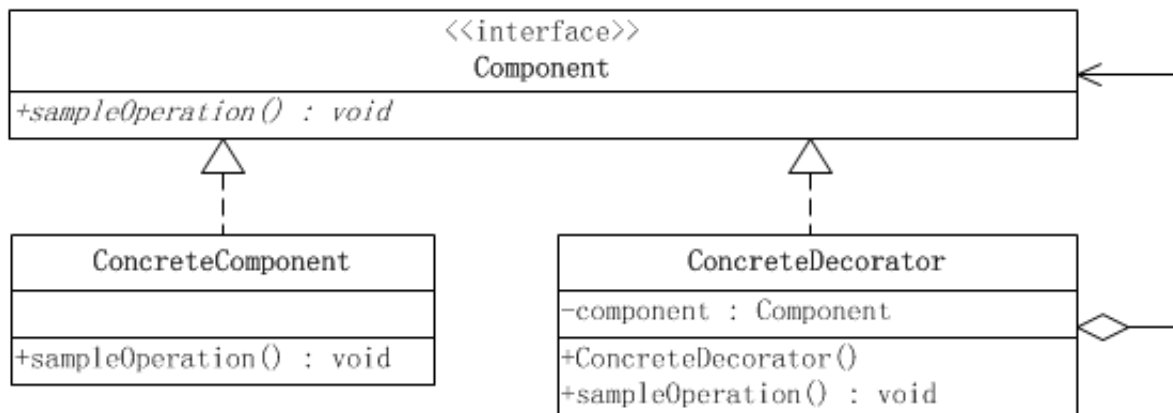 <<interface>>
Component
+sampleOperation() : void
ConcreteComponent
+sampleOperation() : void
ConcreteDecorator
-component : Component
+ConcreteDecorator()
+sampleOperation() : void